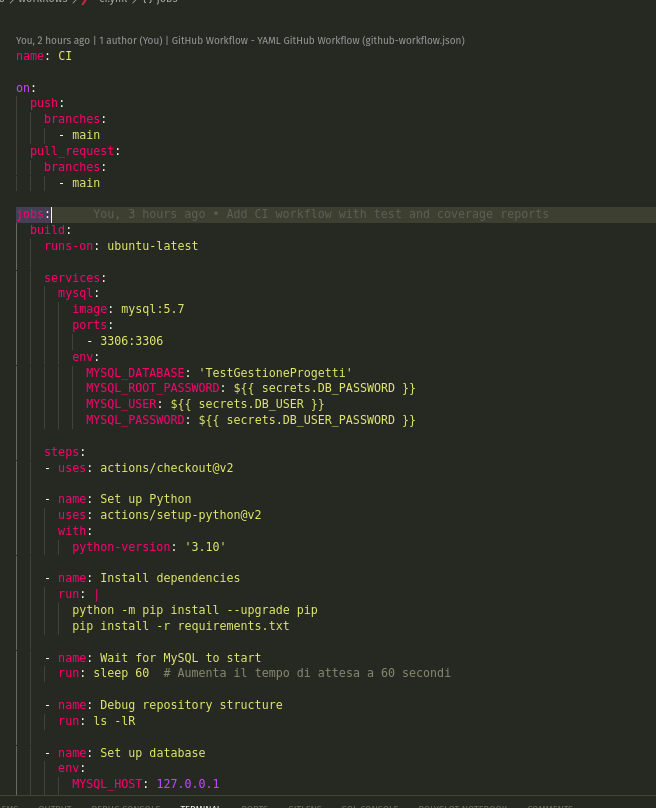 You, 2 hours ago | 1 author (You) | GitHub Workflow - YAML GitHub Workflow (github-workflow.json)
name: CI
on:
push:
branches:
- main
pull_request:
branches:
- main
jobs: You, 3 hours ago • Add CI workflow with test and coverage reports
build:
runs-on: ubuntu-latest
services:
mysql:
image: mysql:5.7
ports:
- 3306:3306
env:
MYSQL_DATABASE: 'TestGestioneProgetti'
MYSQL_ROOT_PASSWORD: ${{ secrets.DB_PASSWORD }}
MYSQL_USER: ${{ secrets.DB_USER }}
MYSQL_PASSWORD: ${{ secrets.DB_USER_PASSWORD }}
steps:
- uses: actions/checkout@v2
- name: Set up Python
uses: actions/setup-python@v2
with:
python-version: '3.10'
- name: Install dependencies
run: |
python -m pip install --upgrade pip
pip install -r requirements.txt
- name: Wait for MySQL to start
run: sleep 60 # Aumenta il tempo di attesa a 60 secondi
- name: Debug repository structure
run: ls -lR
- name: Set up database
env:
MYSQL_HOST: 127.0.0.1